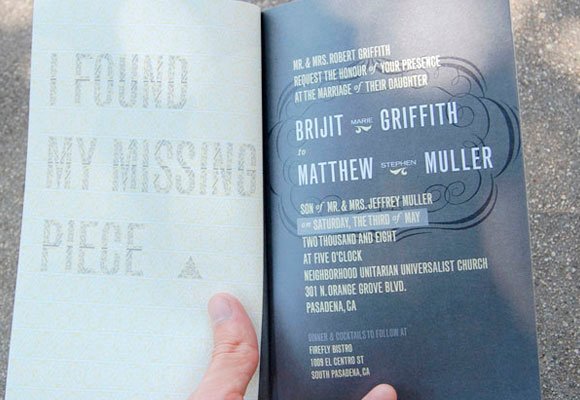 I FOUND
MY MISSING
PIECE
MR. & MRS. ROBERT GRIFFITH
REQUEST THE HONOUR of YOUR PRESENCE
AT THE MARRIAGE of THEIR DAUGHTER
BRIJIT MARIE GRIFFITH
to
MATTHEW STEPHEN MULLER
SON of MR. & MRS. JEFFREY MULLER
on SATURDAY, THE THIRD of MAY
TWO THOUSAND AND EIGHT
AT FIVE O'CLOCK
NEIGHBORHOOD UNITARIAN UNIVERSALIST CHURCH
301 N. ORANGE GROVE BLVD.
PASADENA, CA
DINNER & COCKTAILS TO FOLLOW AT
FIREFLY BISTRO
1009 EL CENTRO ST
SOUTH PASADENA, CA